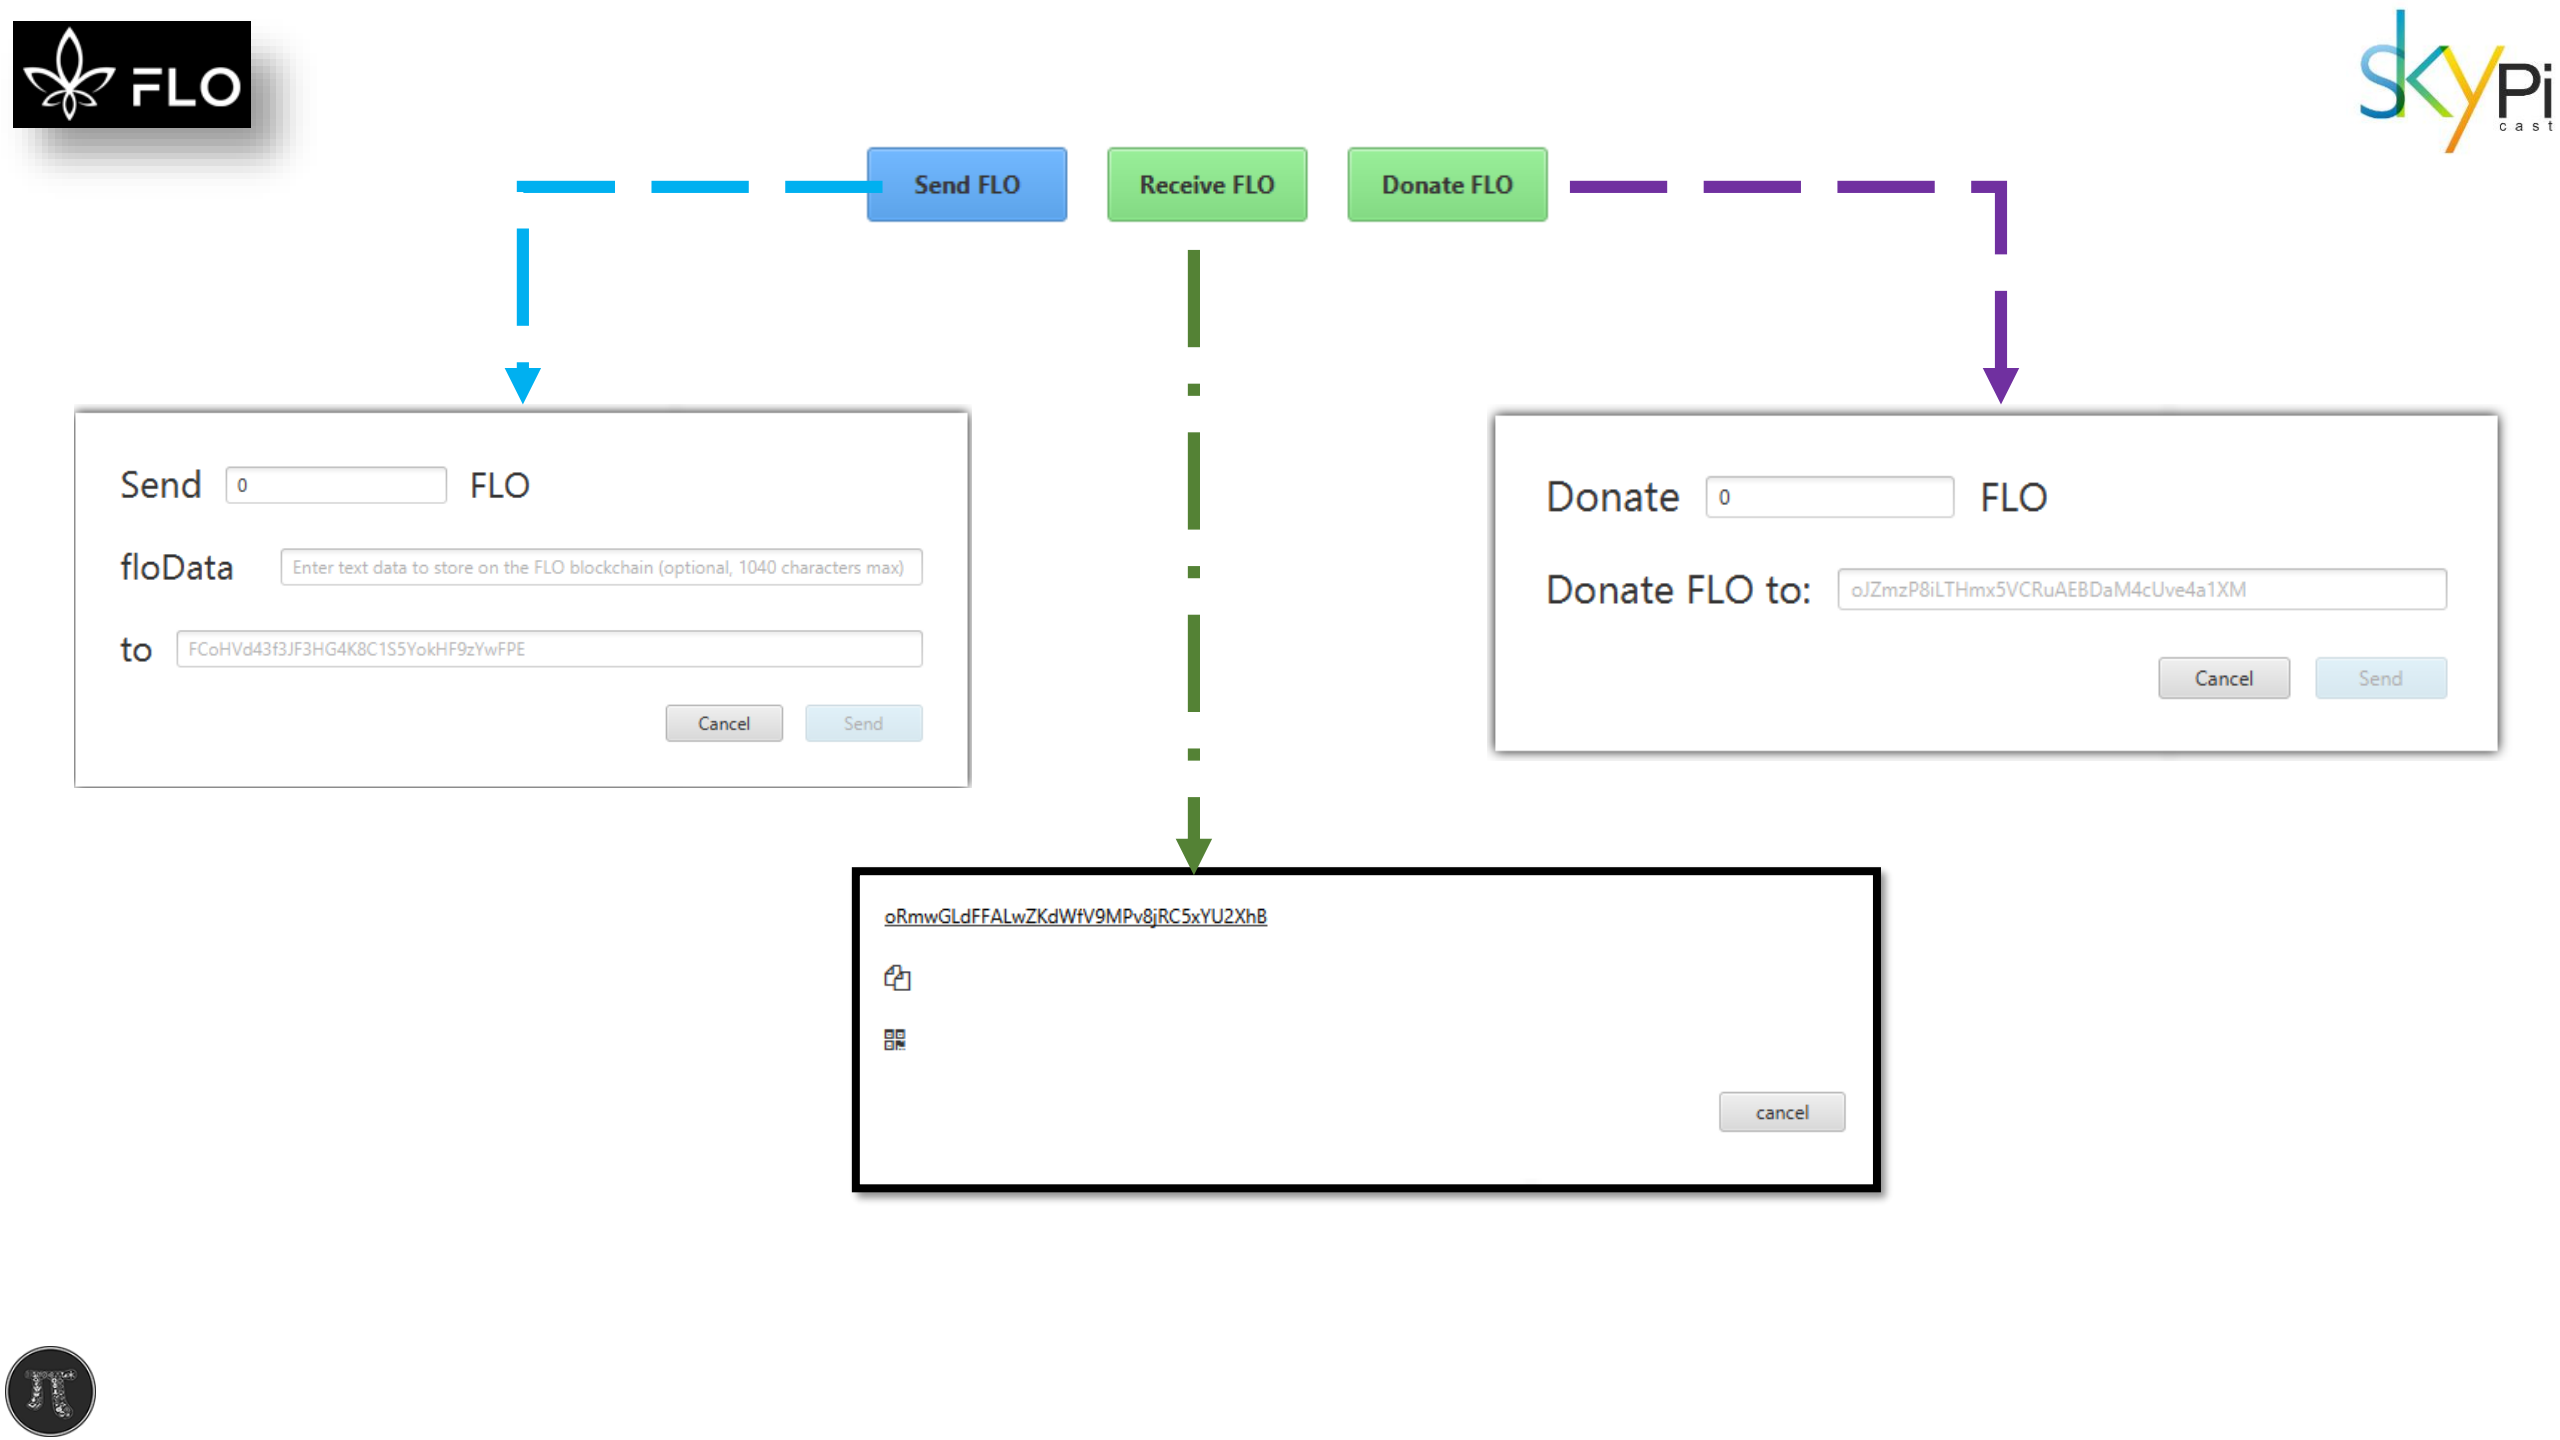 FLO
skyPi
cast
Send FLO
Receive FLO
Donate FLO
Send 0 FLO
floData Enter text data to store on the FLO blockchain (optional, 1040 characters max)
to FCoHVd43f3JF3HG4K8C1S5YokHF9zYwFPE
Cancel Send
Donate 0 FLO
Donate FLO to: oJZmzP8iLTHmx5VCRuAEBDaM4cUve4a1XM
Cancel Send
oRmwGLdFFALwZKdWfV9MPv8jRC5xYU2XhB
cancel
π